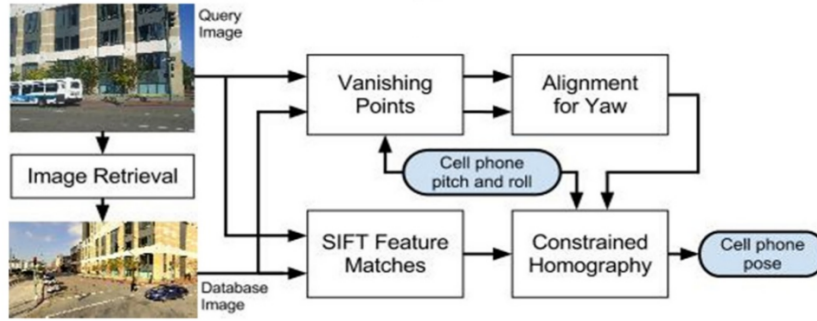 Query
Image
Vanishing
Points
Alignment
for Yaw
Image Retrieval
Cell phone
pitch and roll
SIFT Feature
Matches
Constrained
Homography
Cell phone
pose
Database
Image